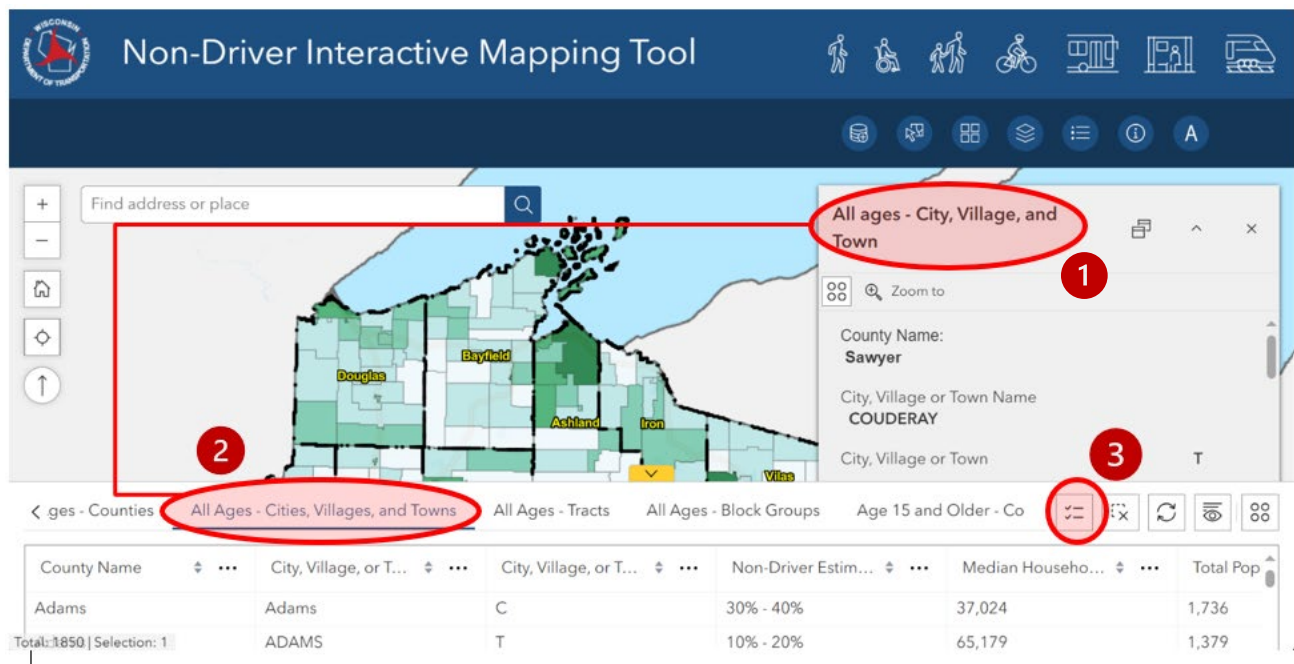 WISCONSIN
DEPARTMENT OF TRANSPORTATION
Non-Driver Interactive Mapping Tool
A
+
Find address or place
−
All ages - City, Village, and
Town
1
Zoom to
County Name:
Sawyer
City, Village or Town Name
COUDERAY
City, Village or Town
T
Bayfield
Douglas
Ashland
Iron
Vilas
2
3
ges - Counties
All Ages - Cities, Villages, and Towns
All Ages - Tracts
All Ages - Block Groups
Age 15 and Older - Co
County Name ... City, Village, or T... ... City, Village, or T... ... Non-Driver Estim... ... Median Househo... ... Total Pop
Adams Adams C 30% - 40% 37,024 1,736
ADAMS T 10% - 20% 65,179 1,379
Total: 1850 | Selection: 1